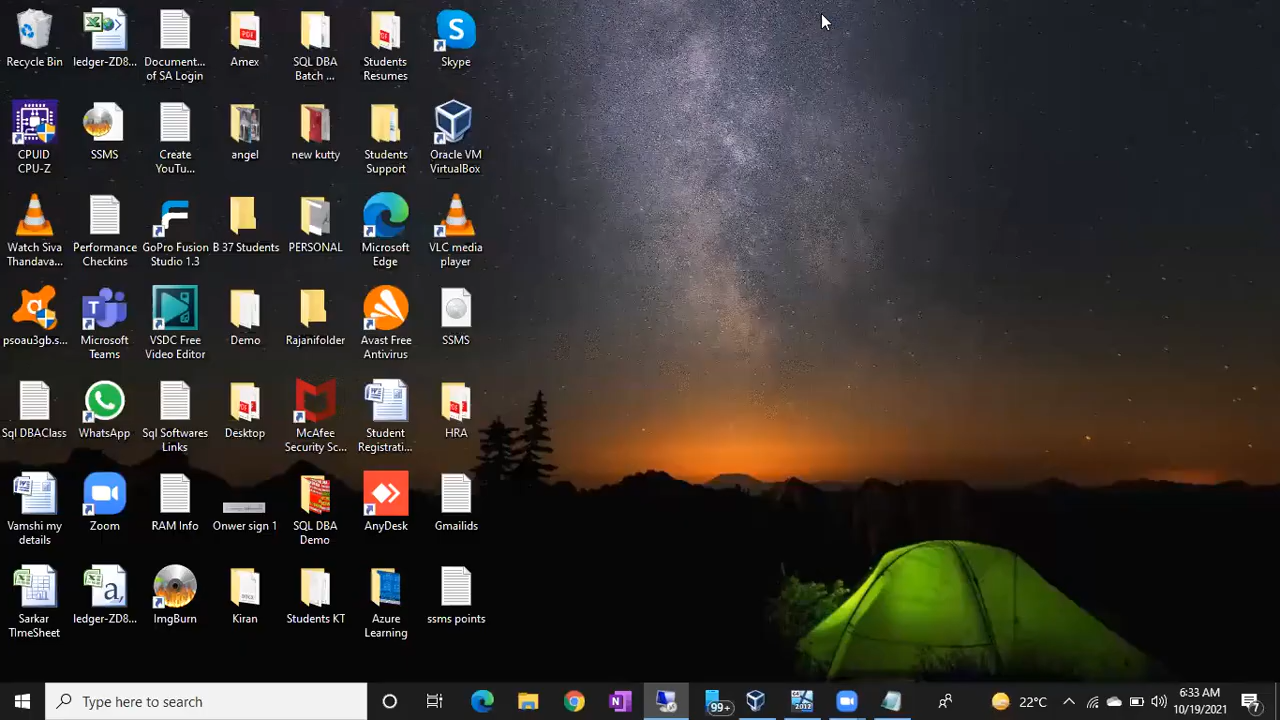 Recycle Bin
ledger-ZD8...
Document...
of SA Login
Amex
SQL DBA
Batch ...
Students
Resumes
Skype
CPUID
CPU-Z
SSMS
Create
YouTu...
angel
new kutty
Students
Support
Oracle VM
VirtualBox
Watch Siva
Thandava...
Performance
Checkins
GoPro Fusion
Studio 1.3
B 37 Students
PERSONAL
Microsoft
Edge
VLC media
player
psoau3gb.s...
Microsoft
Teams
VSDC Free
Video Editor
Demo
Rajanifolder
Avast Free
Antivirus
SSMS
Sql DBAClass
WhatsApp
Sql Softwares
Links
Desktop
McAfee
Security Sc...
Student
Registrati...
HRA
Vamshi my
details
Zoom
RAM Info
Onwer sign 1
SQL DBA
Demo
AnyDesk
Gmailids
Sarkar
TImeSheet
ledger-ZD8...
ImgBurn
Kiran
Students KT
Azure
Learning
ssms points
Type here to search
99+
22°C
6:33 AM
10/19/2021